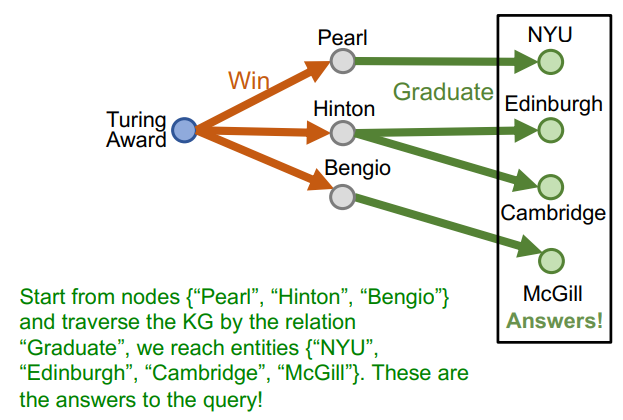 Pearl
NYU
Win
Graduate
Hinton
Edinburgh
Turing
Award
Bengio
Cambridge
McGill
Answers!
Start from nodes {“Pearl”, “Hinton”, “Bengio”}
and traverse the KG by the relation
“Graduate”, we reach entities {“NYU”,
“Edinburgh”, “Cambridge”, “McGill”}. These are
the answers to the query!